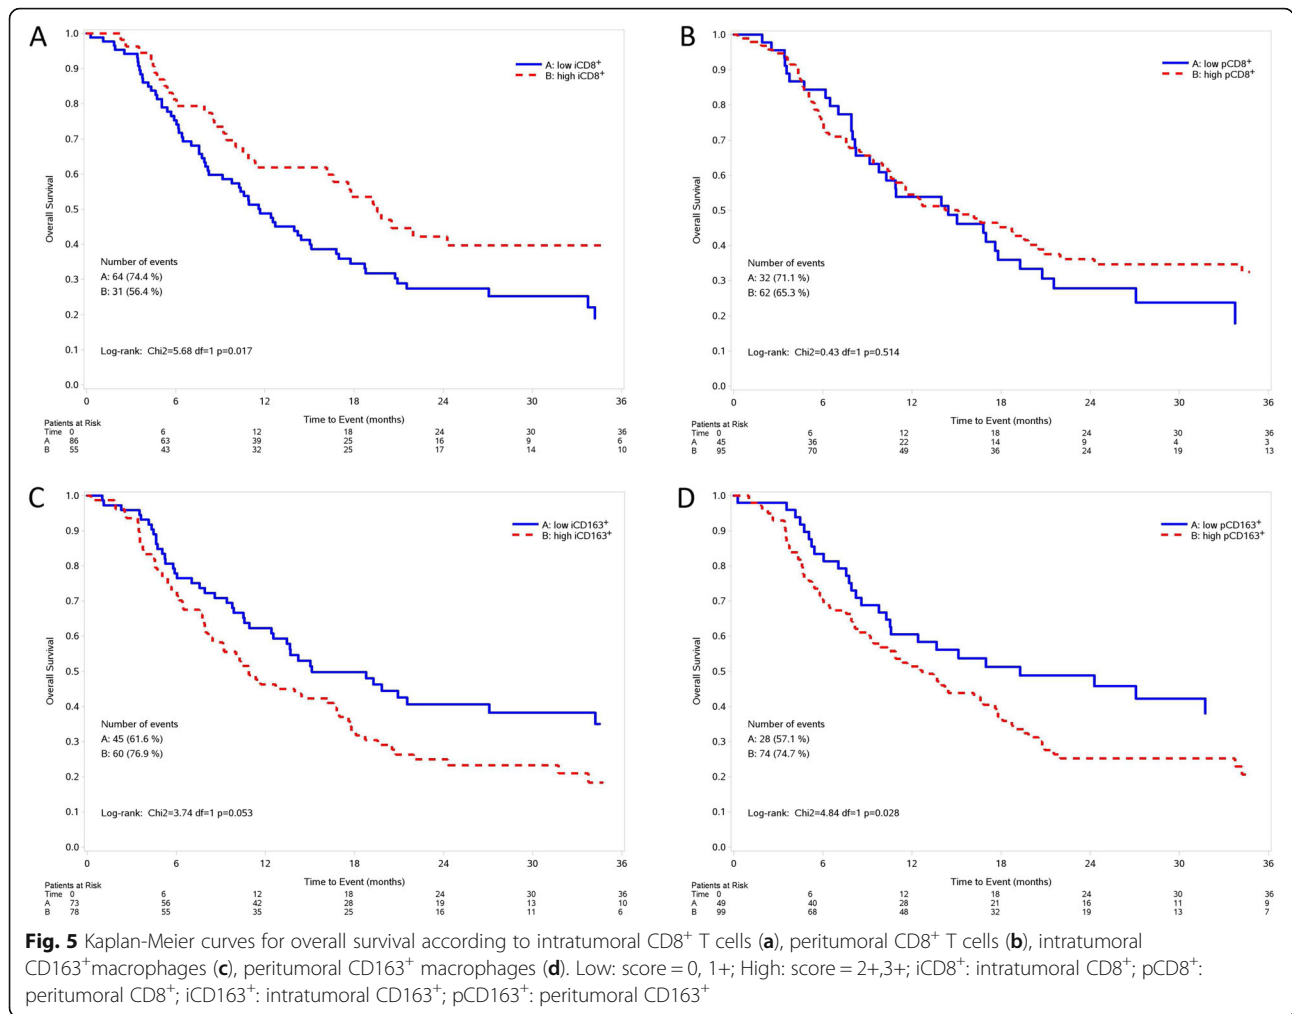 A
1.0
0.9
0.8
0.7
0.6
0.5
0.4
0.3
0.2
0.1
0.0
Overall Survival
A: low iCD8+
B: high iCD8+
Number of events
A: 64 (74.4 %)
B: 31 (56.4 %)
Log-rank: Chi2=5.68 df=1 p=0.017
0 6 12 18 24 30 36
Time to Event (months)
Patients at Risk
Time 0 6 12 18 24 30 36
A 86 63 39 25 16 9 6
B 55 43 32 25 17 14 10
B
1.0
0.9
0.8
0.7
0.6
0.5
0.4
0.3
0.2
0.1
0.0
Overall Survival
A: low pCD8+
B: high pCD8+
Number of events
A: 32 (71.1 %)
B: 62 (65.3 %)
Log-rank: Chi2=0.43 df=1 p=0.514
0 6 12 18 24 30 36
Time to Event (months)
Patients at Risk
Time 0 6 12 18 24 30 36
A 45 36 22 14 9 4 3
B 95 70 49 36 24 19 13
C
1.0
0.9
0.8
0.7
0.6
0.5
0.4
0.3
0.2
0.1
0.0
Overall Survival
A: low iCD163+
B: high iCD163+
Number of events
A: 45 (61.6 %)
B: 60 (76.9 %)
Log-rank: Chi2=3.74 df=1 p=0.053
0 6 12 18 24 30 36
Time to Event (months)
Patients at Risk
Time 0 6 12 18 24 30 36
A 73 56 42 28 19 13 10
B 78 55 35 25 16 11 6
D
1.0
0.9
0.8
0.7
0.6
0.5
0.4
0.3
0.2
0.1
0.0
Overall Survival
A: low pCD163+
B: high pCD163+
Number of events
A: 28 (57.1 %)
B: 74 (74.7 %)
Log-rank: Chi2=4.84 df=1 p=0.028
0 6 12 18 24 30 36
Time to Event (months)
Patients at Risk
Time 0 6 12 18 24 30 36
A 49 40 28 21 16 11 9
B 99 68 48 32 19 13 7
Fig. 5 Kaplan-Meier curves for overall survival according to intratumoral CD8+ T cells (a), peritumoral CD8+ T cells (b), intratumoral
CD163+macrophages (c), peritumoral CD163+ macrophages (d). Low: score = 0, 1+; High: score = 2+,3+; iCD8+: intratumoral CD8+; pCD8+:
peritumoral CD8+; iCD163+: intratumoral CD163+; pCD163+: peritumoral CD163+